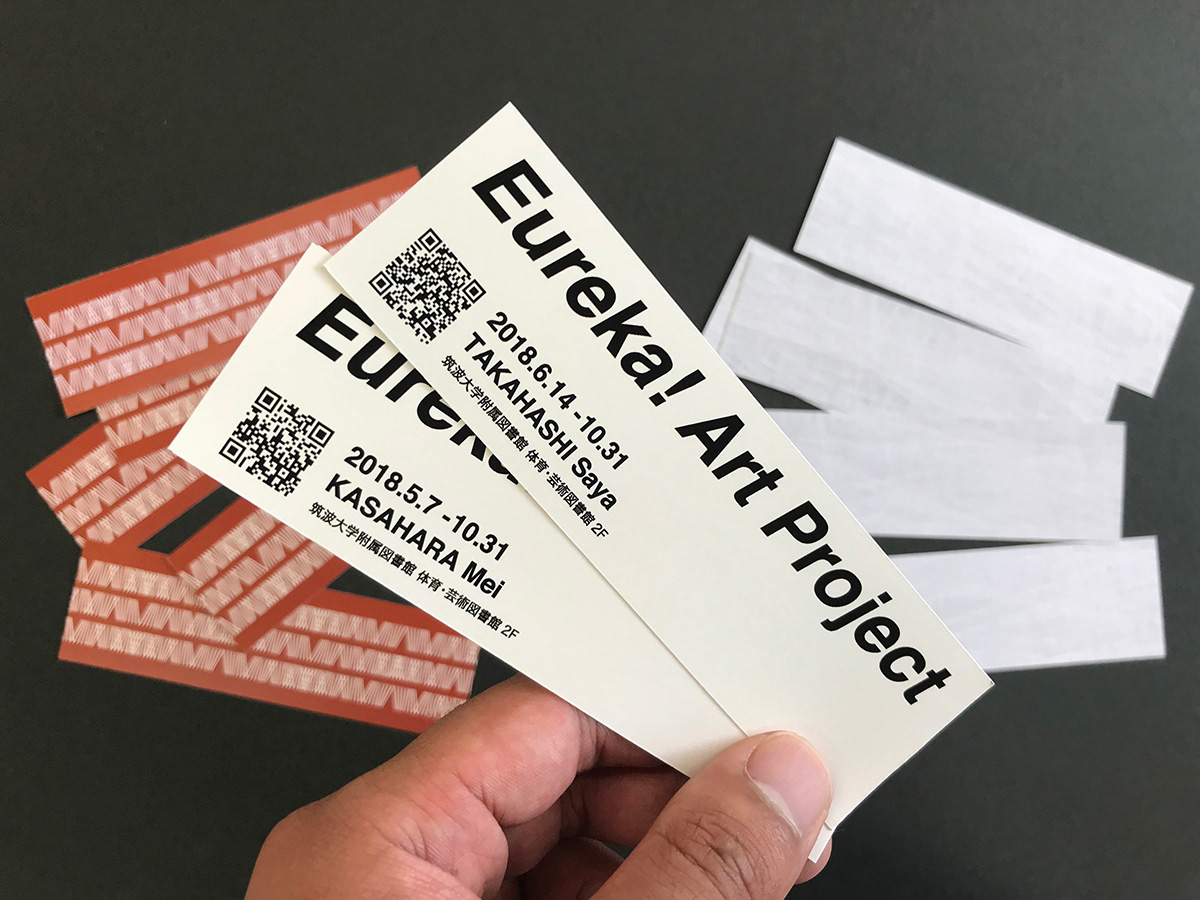 Eureka! Art Project
2018.6.14 -10.31
TAKAHASHI Saya
筑波大学附属図書館 体育・芸術図書館 2F
Eureka
2018.5.7 -10.31
KASAHARA Mei
筑波大学附属図書館 体育・芸術図書館 2F